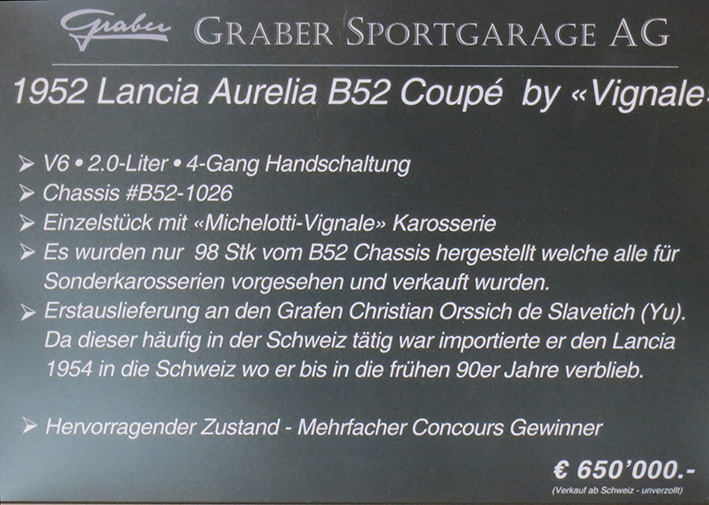 Graber GRABER SPORTGARAGE AG
1952 Lancia Aurelia B52 Coupé by «Vignale»
➢ V6 • 2.0-Liter • 4-Gang Handschaltung
➢ Chassis #B52-1026
➢ Einzelstück mit «Michelotti-Vignale» Karosserie
➢ Es wurden nur 98 Stk vom B52 Chassis hergestellt welche alle für
Sonderkarosserien vorgesehen und verkauft wurden.
➢ Erstauslieferung an den Grafen Christian Orssich de Slavetich (Yu).
Da dieser häufig in der Schweiz tätig war importierte er den Lancia
1954 in die Schweiz wo er bis in die frühen 90er Jahre verblieb.
➢ Hervorragender Zustand - Mehrfacher Concours Gewinner
€ 650’000.-
(Verkauf ab Schweiz - unverzollt)